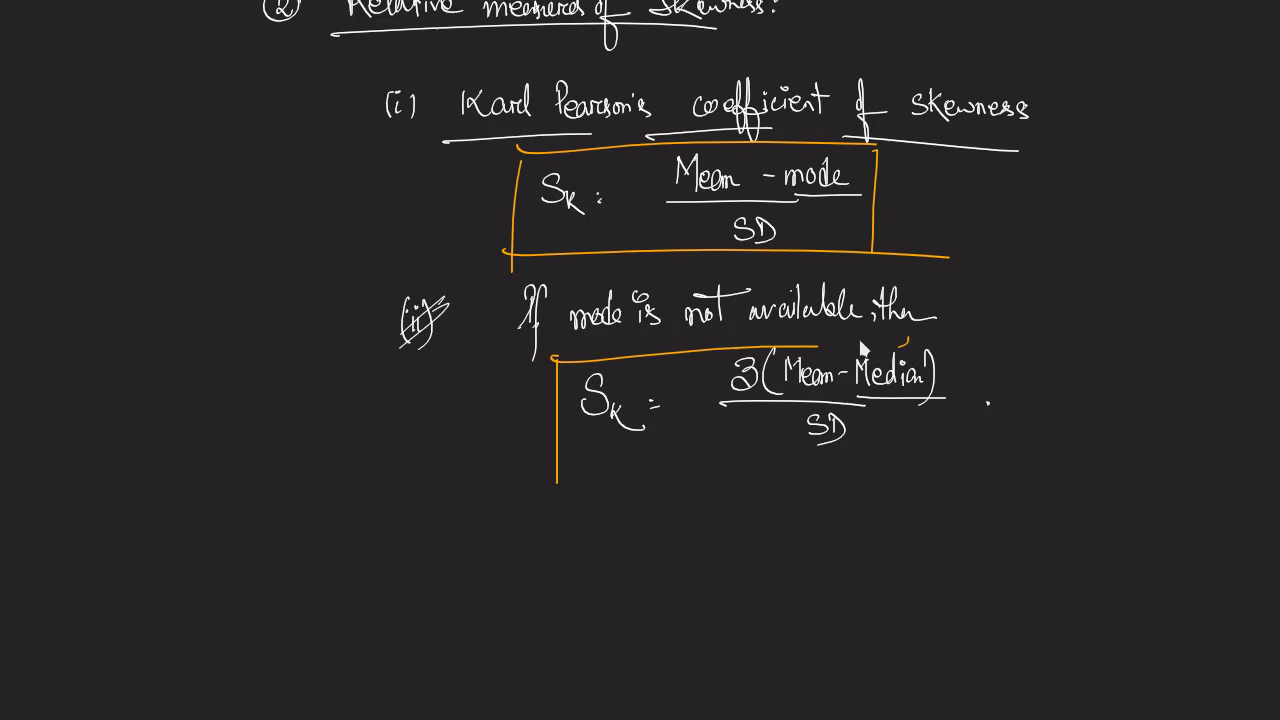 ② Relative measures of Skewness:
(i) Karl Pearson's coefficient of skewness
Sk : Mean - mode
SD
(ii) If mode is not available, then
Sk = 3(Mean - Median)
SD